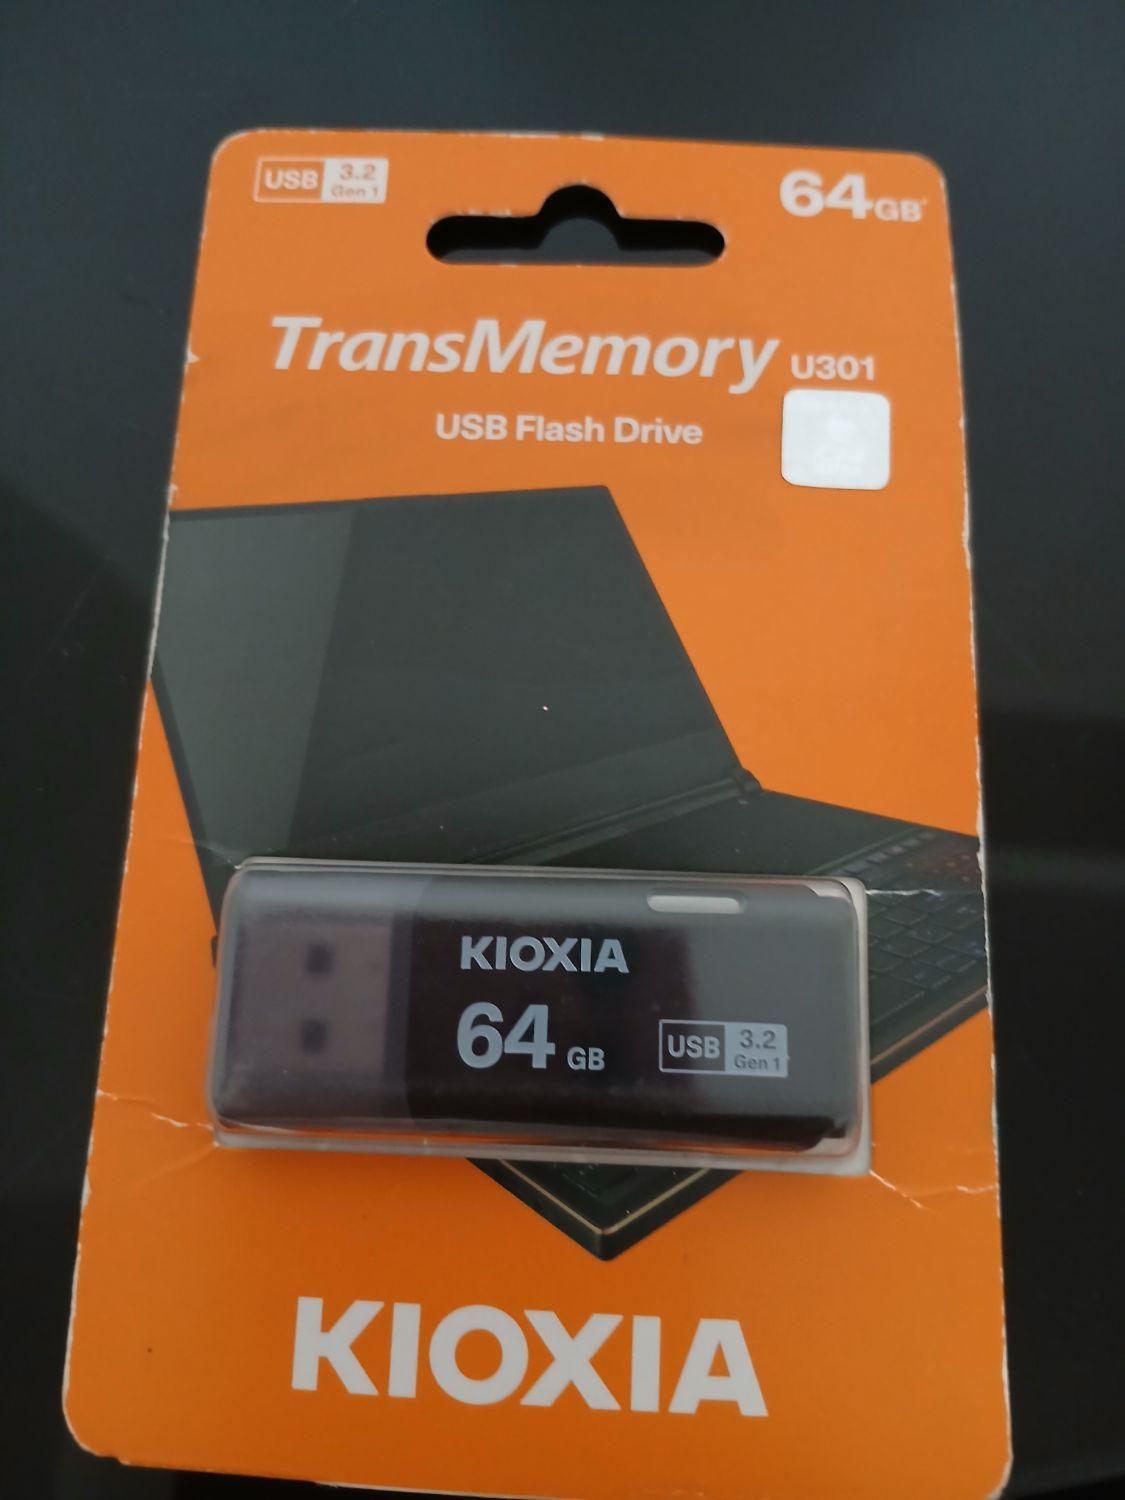 USB 3.2 Gen 1
64GB
TransMemory U301
USB Flash Drive
KIOXIA
64 GB
USB 3.2 Gen 1
KIOXIA